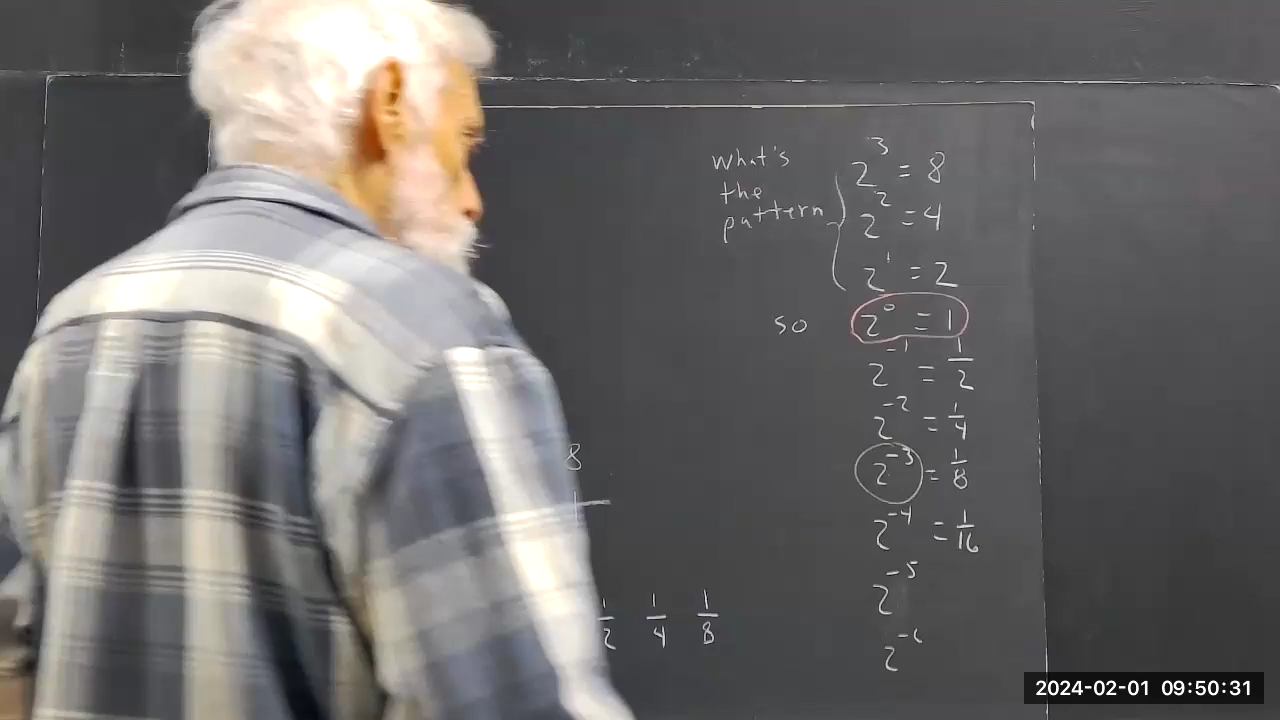 what's
the
pattern
2³ = 8
2² = 4
2¹ = 2
so 2⁰ = 1
2⁻¹ = 1/2
2⁻² = 1/4
2⁻³ = 1/8
2⁻⁴ = 1/16
2⁻⁵
2⁻⁶
8
1/2 1/4 1/8
2024-02-01 09:50:31